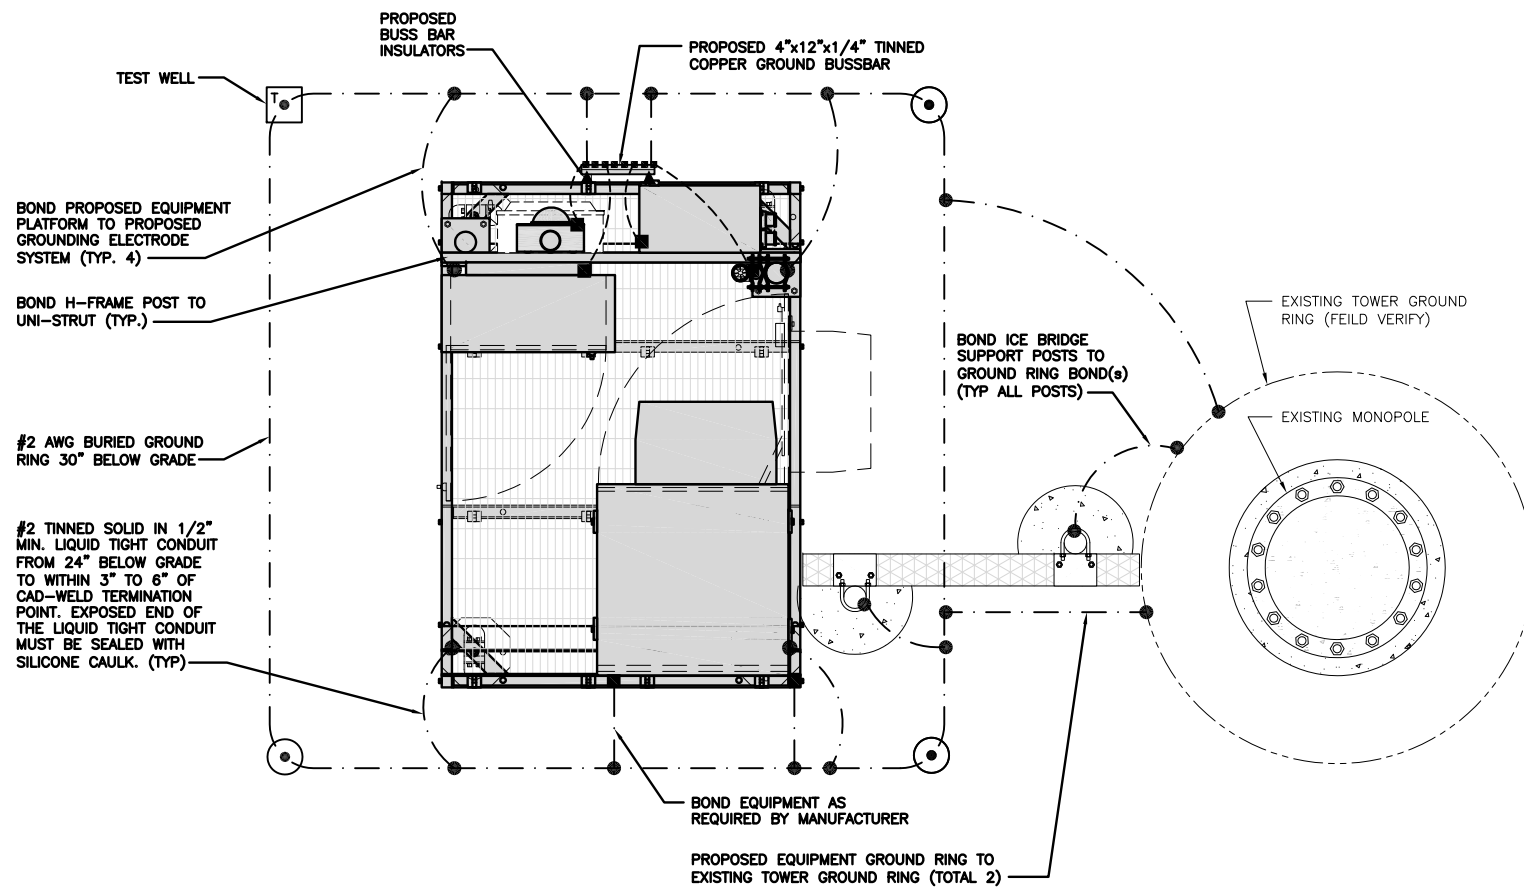 PROPOSED
BUSS BAR
INSULATORS
PROPOSED 4"x12"x1/4" TINNED
COPPER GROUND BUSSBAR
TEST WELL
T
BOND PROPOSED EQUIPMENT
PLATFORM TO PROPOSED
GROUNDING ELECTRODE
SYSTEM (TYP. 4)
BOND H-FRAME POST TO
UNI-STRUT (TYP.)
EXISTING TOWER GROUND
RING (FEILD VERIFY)
BOND ICE BRIDGE
SUPPORT POSTS TO
GROUND RING BOND(s)
(TYP ALL POSTS)
EXISTING MONOPOLE
#2 AWG BURIED GROUND
RING 30" BELOW GRADE
#2 TINNED SOLID IN 1/2"
MIN. LIQUID TIGHT CONDUIT
FROM 24" BELOW GRADE
TO WITHIN 3" TO 6" OF
CAD-WELD TERMINATION
POINT. EXPOSED END OF
THE LIQUID TIGHT CONDUIT
MUST BE SEALED WITH
SILICONE CAULK. (TYP)
BOND EQUIPMENT AS
REQUIRED BY MANUFACTURER
PROPOSED EQUIPMENT GROUND RING TO
EXISTING TOWER GROUND RING (TOTAL 2)